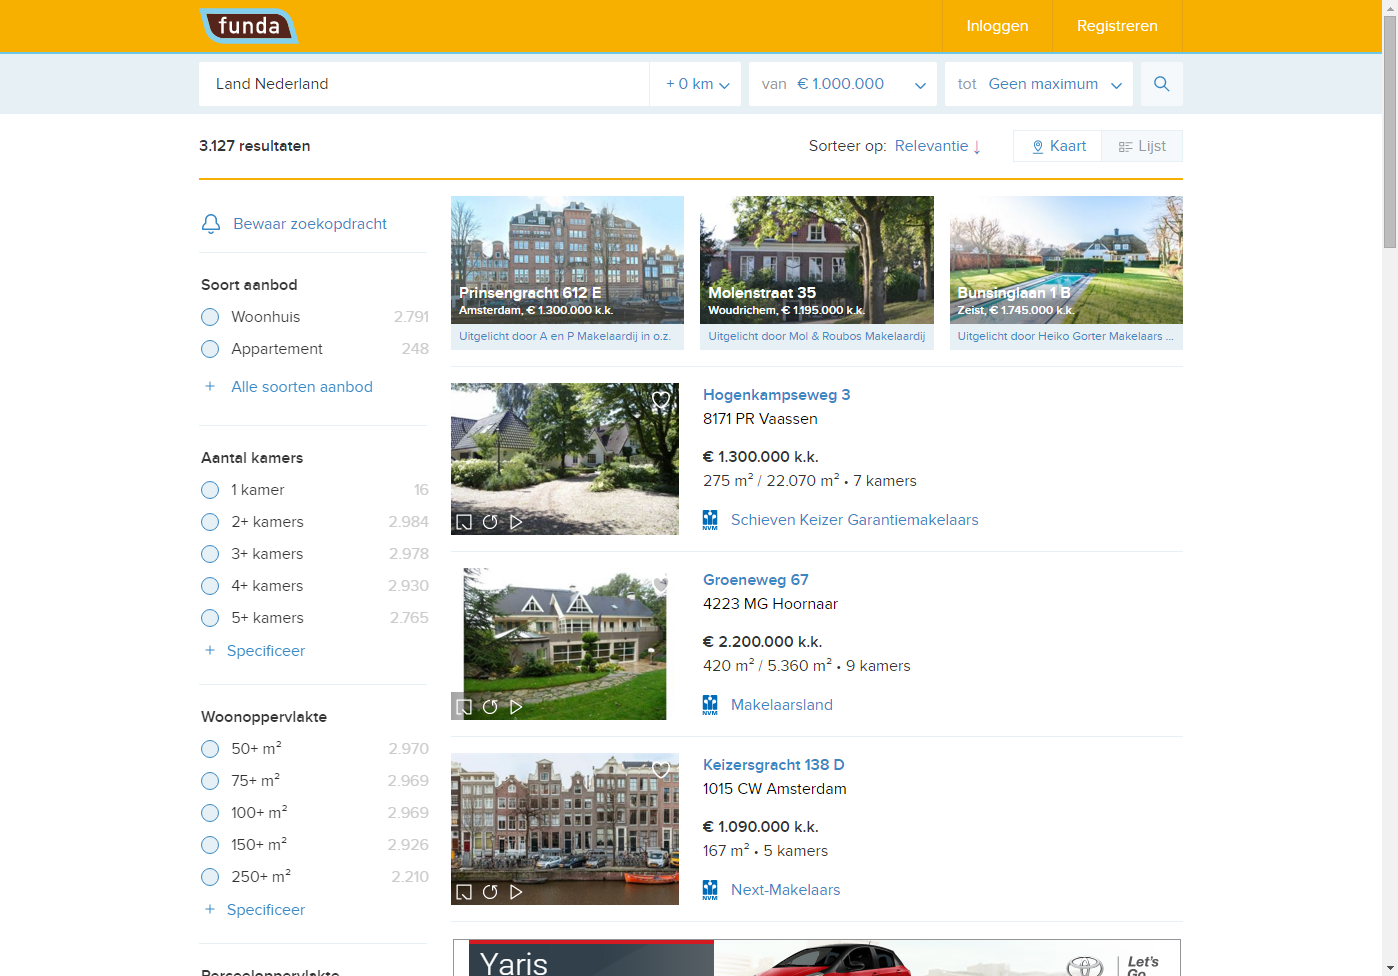 funda
Inloggen
Registreren
Land Nederland
+ 0 km
van € 1.000.000
tot Geen maximum
3.127 resultaten
Sorteer op: Relevantie ↓
Kaart
Lijst
Bewaar zoekopdracht
Soort aanbod
Woonhuis 2.791
Appartement 248
+ Alle soorten aanbod
Aantal kamers
1 kamer 16
2+ kamers 2.984
3+ kamers 2.978
4+ kamers 2.930
5+ kamers 2.765
+ Specificeer
Woonoppervlakte
50+ m² 2.970
75+ m² 2.969
100+ m² 2.969
150+ m² 2.926
250+ m² 2.210
+ Specificeer
Perceeloppervlakte
Prinsengracht 612 E
Amsterdam, € 1.300.000 k.k.
Uitgelicht door A en P Makelaardij in o.z.
Molenstraat 35
Woudrichem, € 1.195.000 k.k.
Uitgelicht door Mol & Roubos Makelaardij
Bunsinglaan 1 B
Zeist, € 1.745.000 k.k.
Uitgelicht door Heiko Gorter Makelaars ...
Hogenkampseweg 3
8171 PR Vaassen
€ 1.300.000 k.k.
275 m² / 22.070 m² • 7 kamers
NVM
Schieven Keizer Garantiemakelaars
Groeneweg 67
4223 MG Hoornaar
€ 2.200.000 k.k.
420 m² / 5.360 m² • 9 kamers
NVM
Makelaarsland
Keizersgracht 138 D
1015 CW Amsterdam
€ 1.090.000 k.k.
167 m² • 5 kamers
NVM
Next-Makelaars
Yaris
Let's
Go